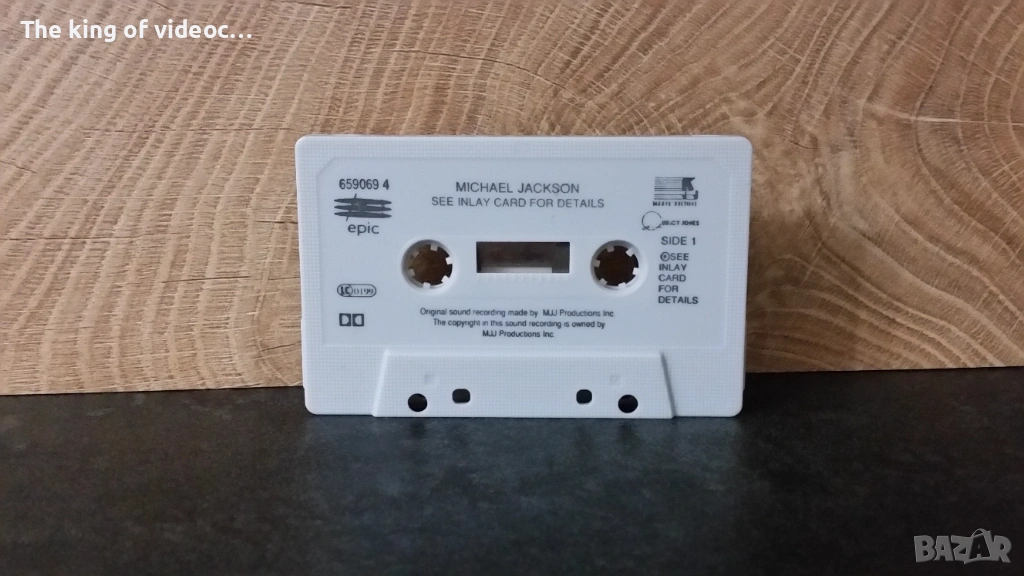 The king of videoc...
659069 4
epic
MICHAEL JACKSON
SEE INLAY CARD FOR DETAILS
SIDE 1
SEE
INLAY
CARD
FOR
DETAILS
Original sound recording made by MJJ Productions Inc.
The copyright in this sound recording is owned by
MJJ Productions Inc.
BAZAR